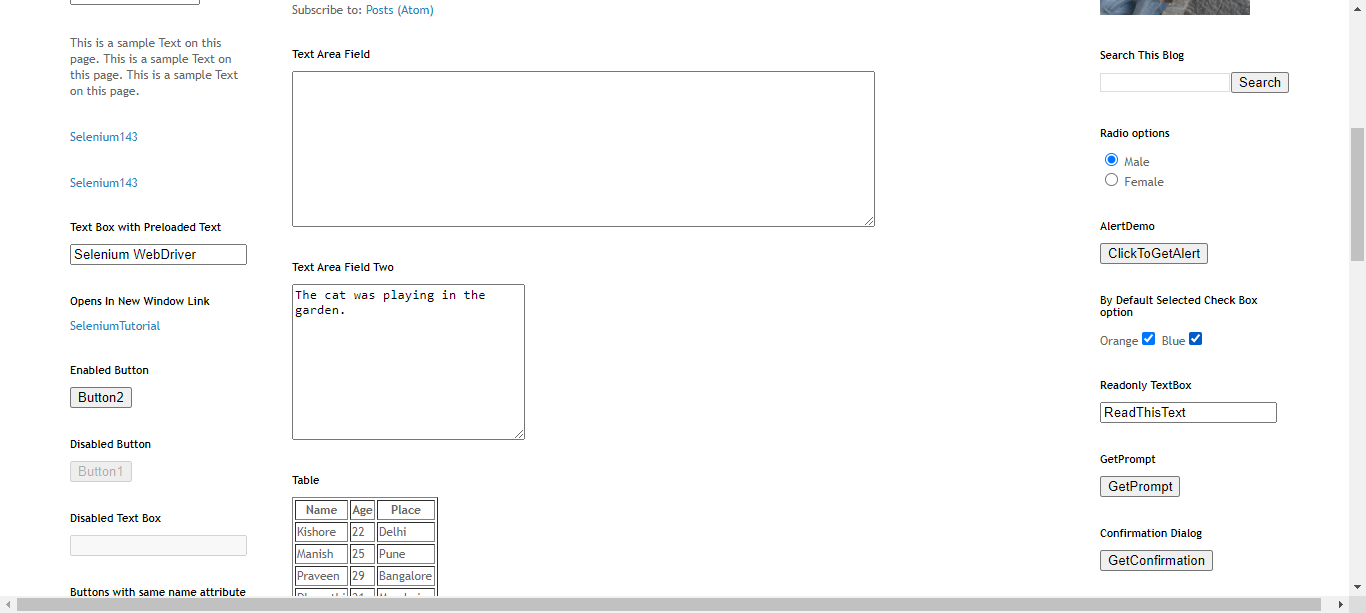 This is a sample Text on this
page. This is a sample Text on
this page. This is a sample Text
on this page.
Selenium143
Selenium143
Text Box with Preloaded Text
Selenium WebDriver
Opens In New Window Link
SeleniumTutorial
Enabled Button
Button2
Disabled Button
Button1
Disabled Text Box
Buttons with same name attribute
Subscribe to: Posts (Atom)
Text Area Field
Text Area Field Two
The cat was playing in the
garden.
Table
Name Age Place
Kishore 22 Delhi
Manish 25 Pune
Praveen 29 Bangalore
Search This Blog
Search
Radio options
Male
Female
AlertDemo
ClickToGetAlert
By Default Selected Check Box
option
Orange Blue
Readonly TextBox
ReadThisText
GetPrompt
GetPrompt
Confirmation Dialog
GetConfirmation